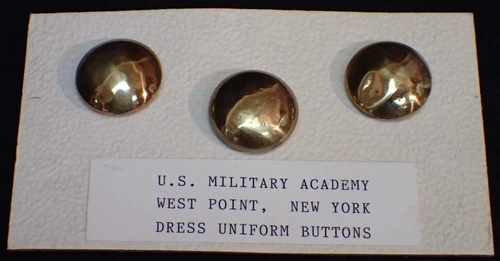 U.S. MILITARY ACADEMY
WEST POINT, NEW YORK
DRESS UNIFORM BUTTONS